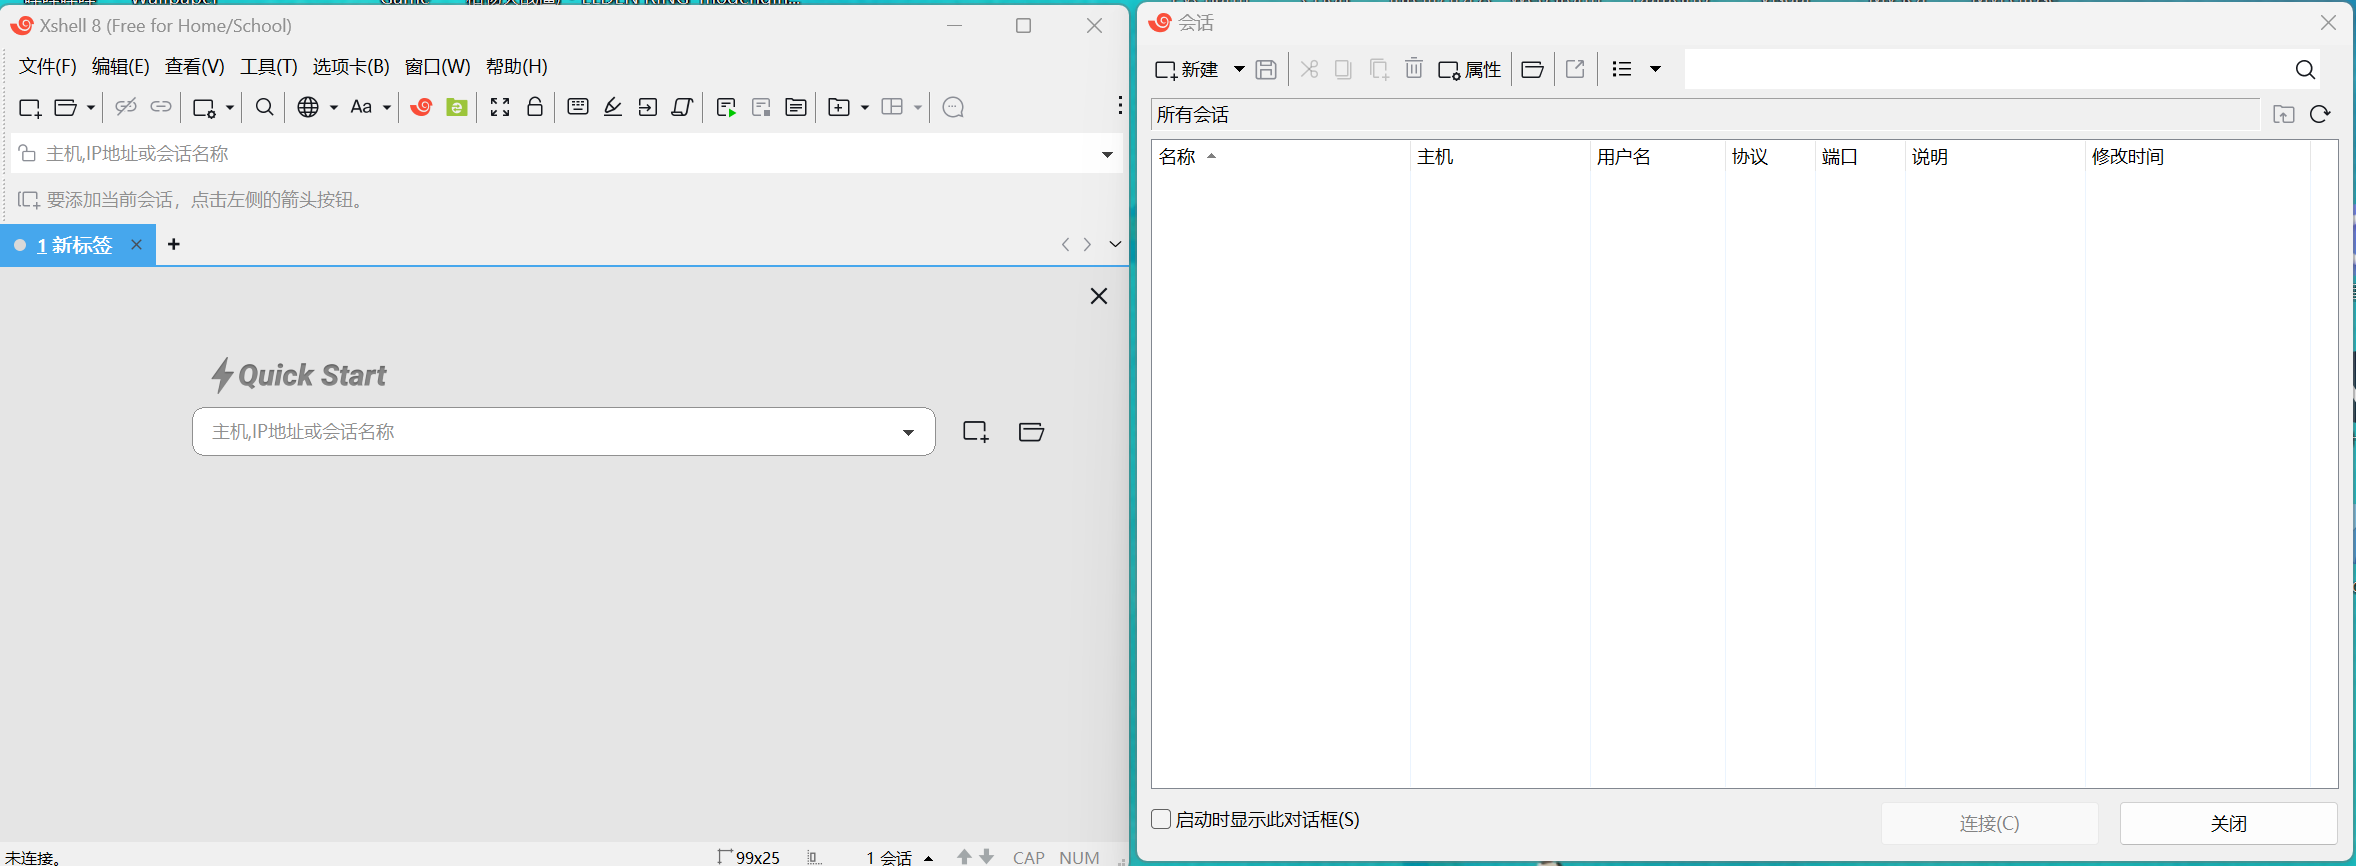 Xshell 8 (Free for Home/School)
文件(F) 编辑(E) 查看(V) 工具(T) 选项卡(B) 窗口(W) 帮助(H)
Aa
主机,IP地址或会话名称
要添加当前会话，点击左侧的箭头按钮。
1 新标签
Quick Start
主机,IP地址或会话名称
未连接。 99x25 1 会话 CAP NUM
会话
新建 属性
所有会话
名称 主机 用户名 协议 端口 说明 修改时间
启动时显示此对话框(S)
连接(C) 关闭